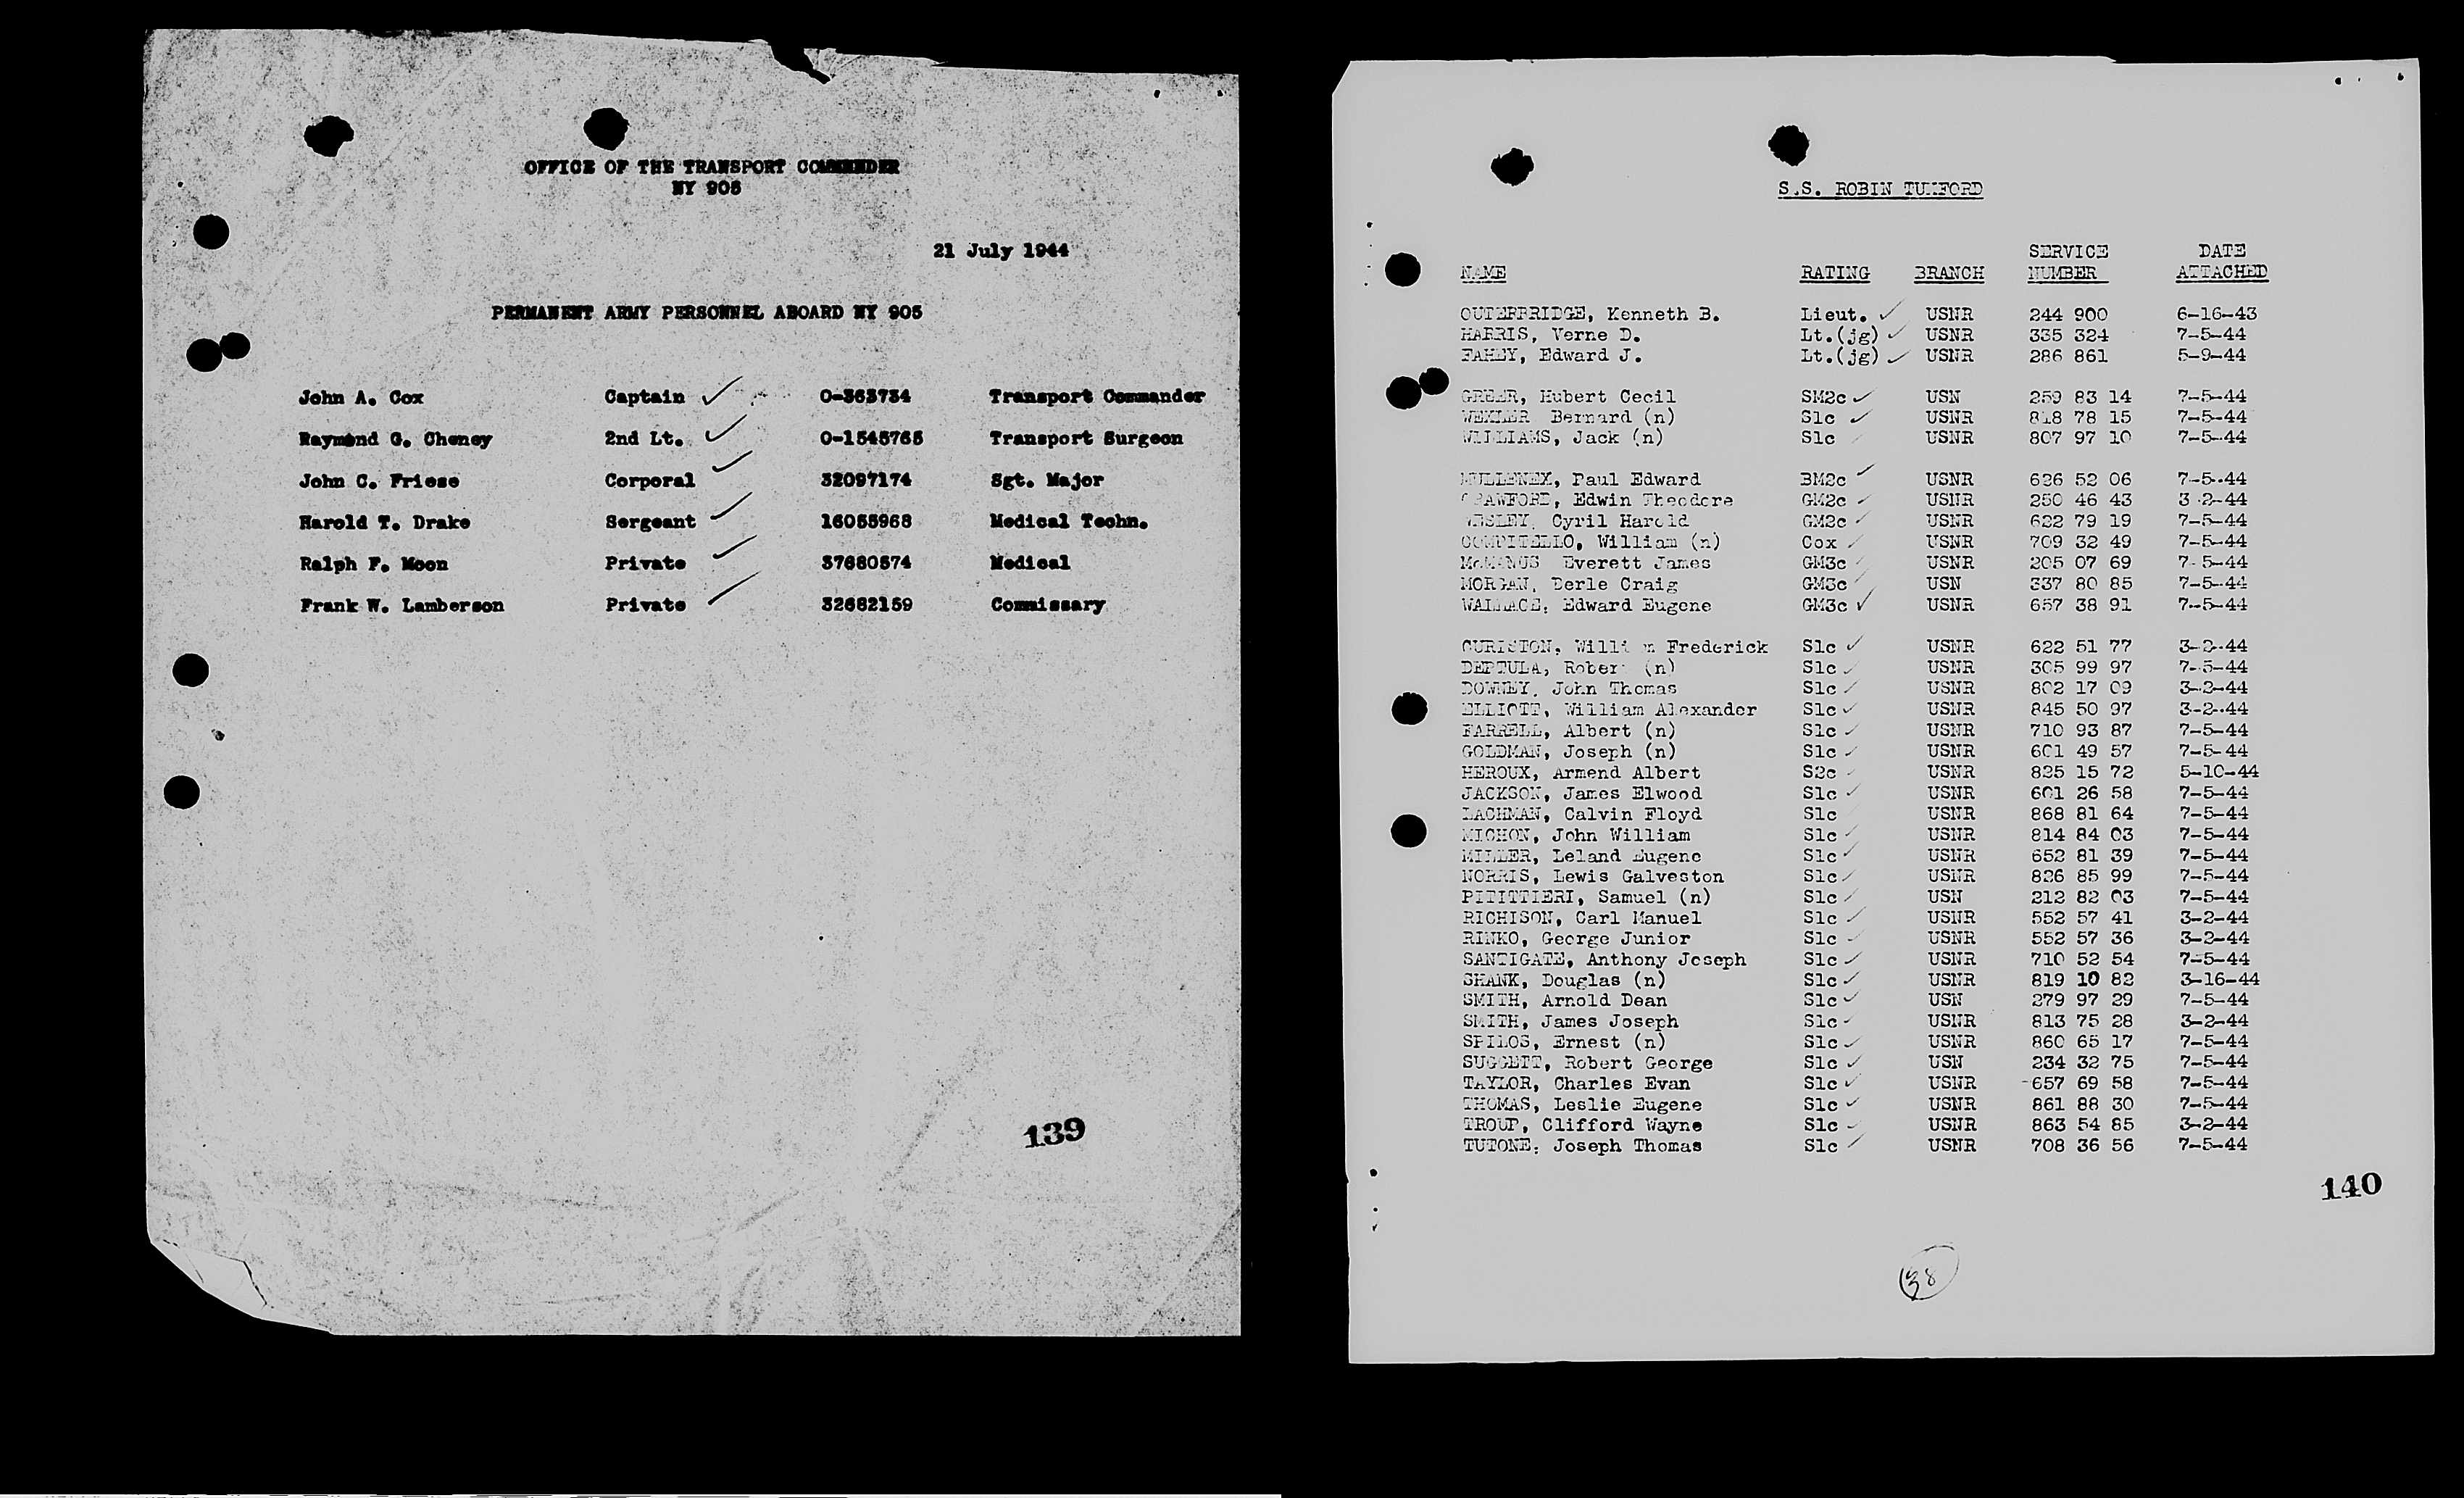 OFFICE OF THE TRANSPORT COMMENDER
NY 905
21 July 1944
PERMANENT ARMY PERSONNEL ABOARD NY 905
John A. Cox Captain O-363734 Transport Commander
Raymond G. Cheney 2nd Lt. O-1545765 Transport Surgeon
John C. Friese Corporal 32097174 Sgt. Major
Harold T. Drake Sergeant 16055968 Medical Techn.
Ralph F. Moon Private 37680574 Medical
Frank W. Lamberson Private 32682159 Commissary
139
S.S. ROBIN TUXFORD
SERVICE DATE
NAME RATING BRANCH NUMBER ATTACHED
OUTERBRIDGE, Kenneth B. Lieut. USNR 244 900 6-16-43
HARRIS, Verne D. Lt.(jg) USNR 335 324 7-5-44
FAHEY, Edward J. Lt.(jg) USNR 286 861 5-9-44
GREER, Hubert Cecil SM2c USN 259 83 14 7-5-44
WEXLER Bernard (n) S1c USNR 818 78 15 7-5-44
WILLIAMS, Jack (n) S1c USNR 807 97 10 7-5-44
MULLENEX, Paul Edward BM2c USNR 626 52 06 7-5-44
CRAWFORD, Edwin Theodore GM2c USNR 250 46 43 3-2-44
Cyril Harold GM2c USNR 622 79 19 7-5-44
COMPITELLO, William (n) Cox USNR 709 32 49 7-5-44
McMANUS Everett James GM3c USNR 205 07 69 7-5-44
MORGAN, Derle Craig GM3c USN 337 80 85 7-5-44
WALLACE, Edward Eugene GM3c USNR 657 38 91 7-5-44
CURISTON, William Frederick S1c USNR 622 51 77 3-2-44
DEPTULA, Robert (n) S1c USNR 305 99 97 7-5-44
DOWNEY, John Thomas S1c USNR 802 17 09 3-2-44
ELLIOTT, William Alexander S1c USNR 845 50 97 3-2-44
FARRELL, Albert (n) S1c USNR 710 93 87 7-5-44
GOLDMAN, Joseph (n) S1c USNR 601 49 57 7-5-44
HEROUX, Armend Albert S2c USNR 825 15 72 5-10-44
JACKSON, James Elwood S1c USNR 601 26 58 7-5-44
LACHMAN, Calvin Floyd S1c USNR 868 81 64 7-5-44
MICHON, John William S1c USNR 814 84 03 7-5-44
MILLER, Leland Eugene S1c USNR 652 81 39 7-5-44
NORRIS, Lewis Galveston S1c USNR 826 85 99 7-5-44
PITITTIERI, Samuel (n) S1c USN 212 82 03 7-5-44
RICHISON, Carl Manuel S1c USNR 552 57 41 3-2-44
RINKO, George Junior S1c USNR 552 57 36 3-2-44
SANTIGATE, Anthony Joseph S1c USNR 710 52 54 7-5-44
SHANK, Douglas (n) S1c USNR 819 10 82 3-16-44
SMITH, Arnold Dean S1c USN 279 97 29 7-5-44
SMITH, James Joseph S1c USNR 813 75 28 3-2-44
SPILOS, Ernest (n) S1c USNR 860 65 17 7-5-44
SUGGETT, Robert George S1c USN 234 32 75 7-5-44
TAYLOR, Charles Evan S1c USNR 657 69 58 7-5-44
THOMAS, Leslie Eugene S1c USNR 861 88 30 7-5-44
TROUP, Clifford Wayne S1c USNR 863 54 85 3-2-44
TUTONE, Joseph Thomas S1c USNR 708 36 56 7-5-44
140
38